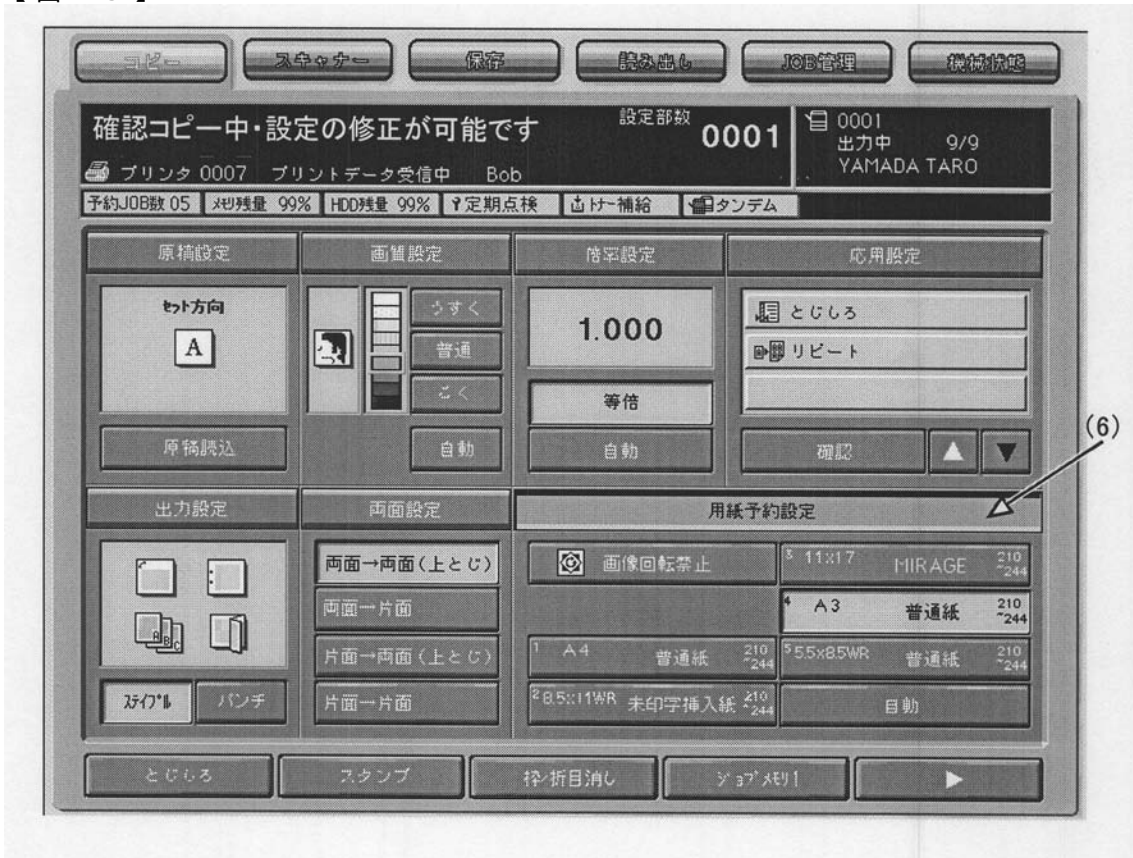 コピー スキャナー 保存 読み出し JOB管理 機械状態
確認コピー中・設定の修正が可能です 設定部数 0001
0001
出力中 9/9
YAMADA TARO
プリンタ 0007 プリントデータ受信中 Bob
予約JOB数 05 メモリ残量 99% HDD残量 99% 定期点検 トナー補給 タンデム
原稿設定 画質設定 倍率設定 応用設定
セット方向
A
うすく
普通
こく
自動
1.000
等倍
自動
とじしろ
リピート
原稿読込
確認
(6)
出力設定 両面設定 用紙予約設定
両面→両面(上とじ)
両面→片面
片面→両面(上とじ)
片面→片面
ABC
ステイプル パンチ
画像回転禁止
3 11x17 MIRAGE 210~244
4 A3 普通紙 210~244
1 A4 普通紙 210~244
5 5.5x8.5WR 普通紙 210~244
2 8.5x11WR 未印字挿入紙 210~244
自動
とじしろ スタンプ 枠/折目消し ジョブメモリ1